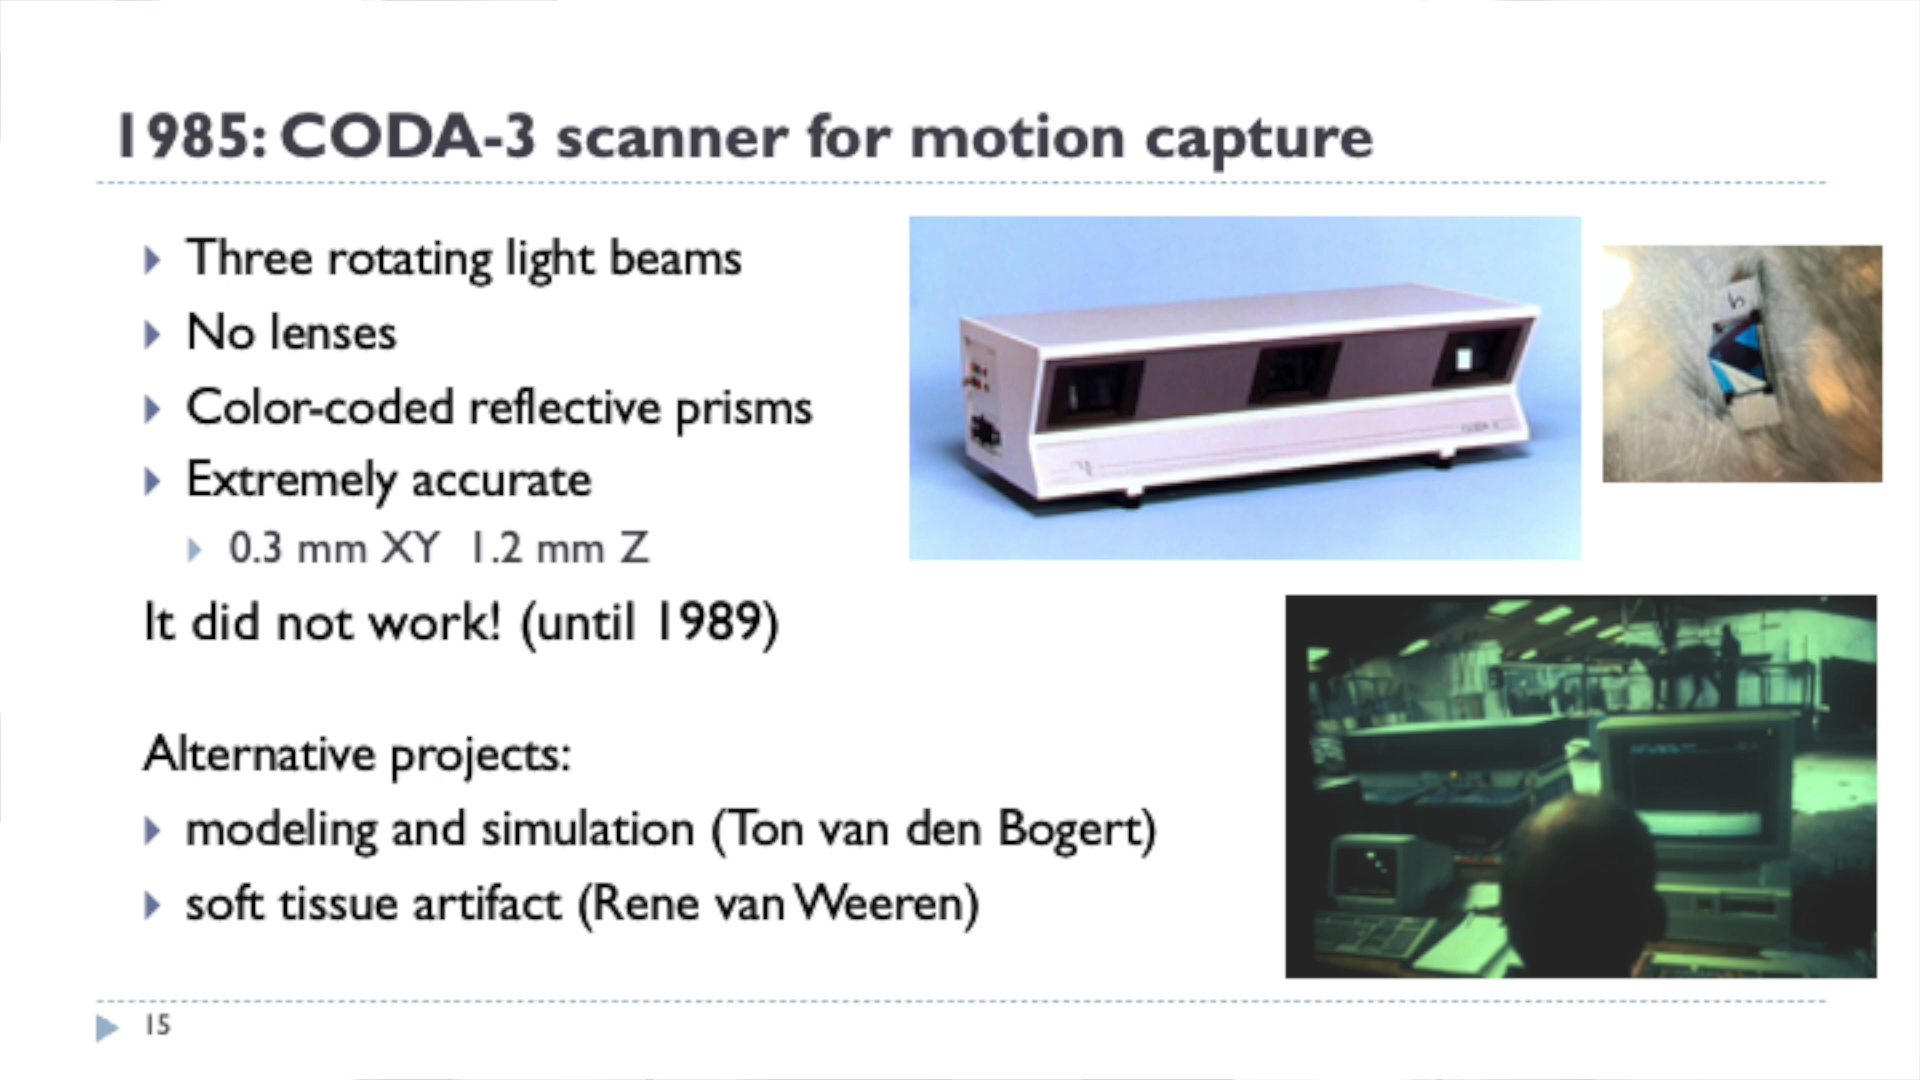 1985: CODA-3 scanner for motion capture
Three rotating light beams
No lenses
Color-coded reflective prisms
Extremely accurate
0.3 mm XY 1.2 mm Z
It did not work! (until 1989)
Alternative projects:
modeling and simulation (Ton van den Bogert)
soft tissue artifact (Rene van Weeren)
15